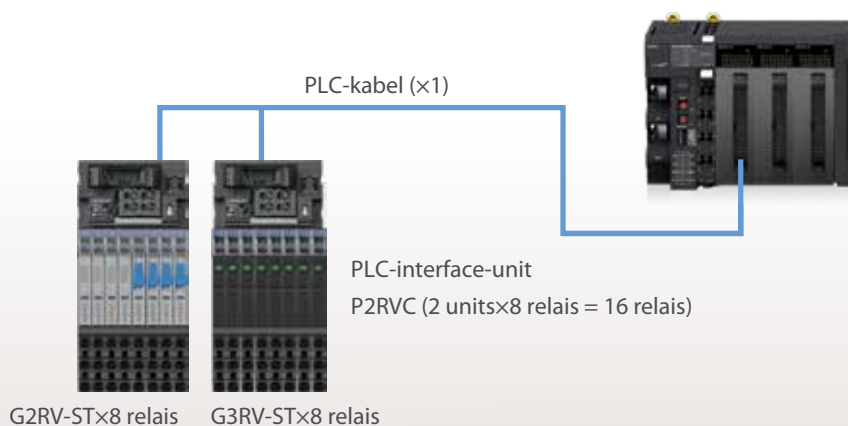 PLC-kabel (×1)
PLC-interface-unit
P2RVC (2 units×8 relais = 16 relais)
G2RV-ST×8 relais
G3RV-ST×8 relais